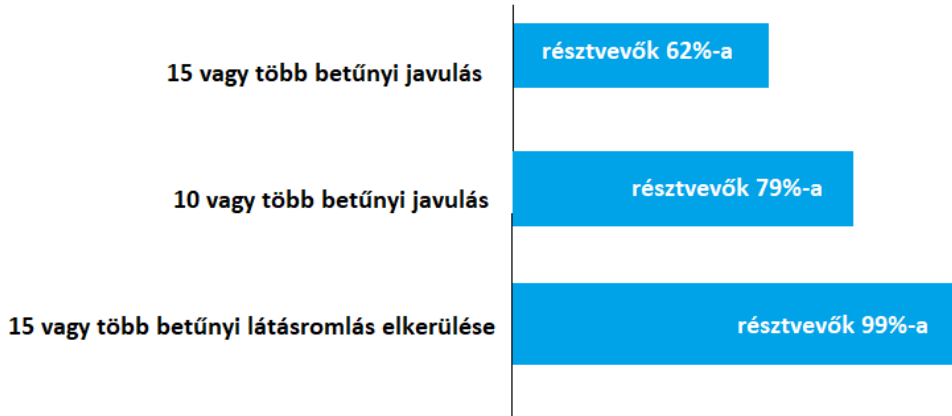 15 vagy több betűnyi javulás
résztvevők 62%-a
10 vagy több betűnyi javulás
résztvevők 79%-a
15 vagy több betűnyi látásromlás elkerülése
résztvevők 99%-a